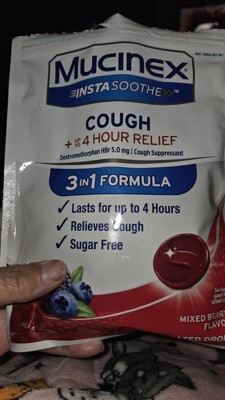 Mucinex
INSTASOOTHE
COUGH
+ UP TO 4 HOUR RELIEF
Dextromethorphan HBr 5.0 mg | Cough Suppressant
3 IN 1 FORMULA
✓ Lasts for up to 4 Hours
✓ Relieves Cough
✓ Sugar Free
MIXED BERRY
FLAVO